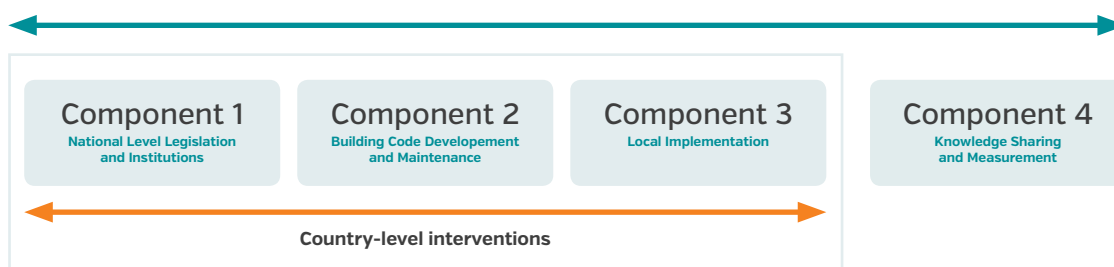 Component 1
National Level Legislation
and Institutions
Component 2
Building Code Developement
and Maintenance
Component 3
Local Implementation
Component 4
Knowledge Sharing
and Measurement
Country-level interventions